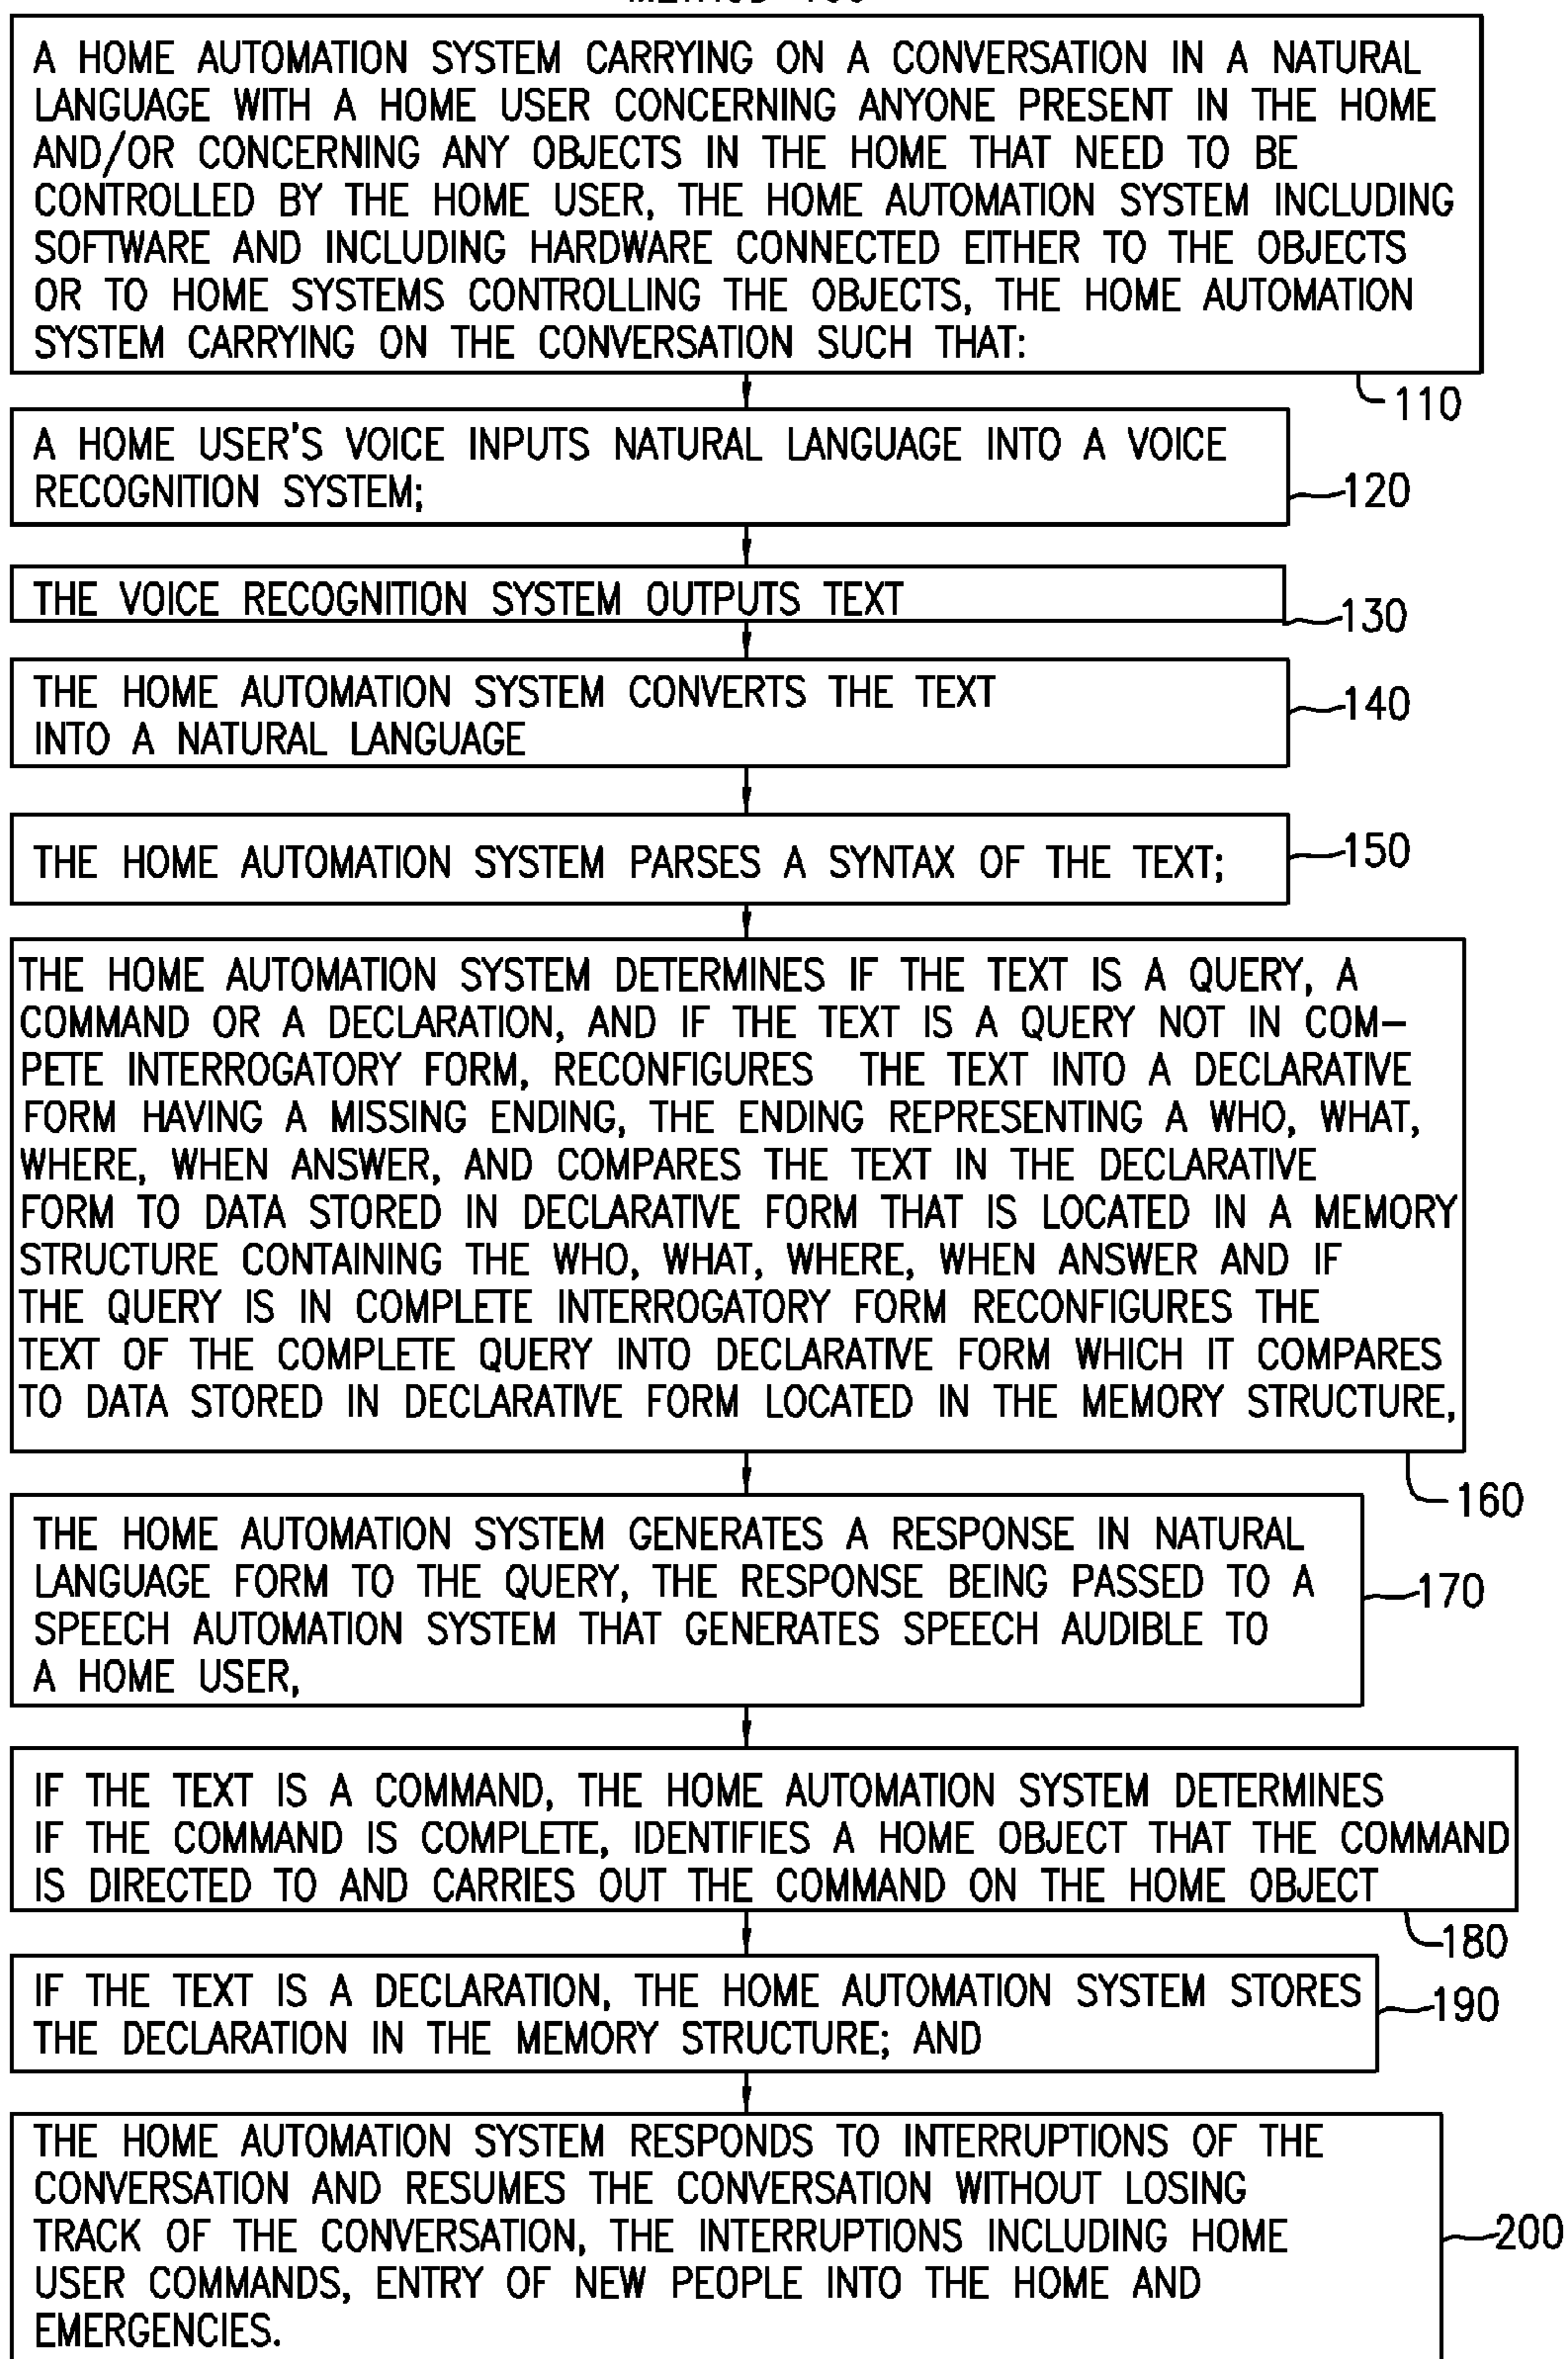 A HOME AUTOMATION SYSTEM CARRYING ON A CONVERSATION IN A NATURAL
LANGUAGE WITH A HOME USER CONCERNING ANYONE PRESENT IN THE HOME
AND/OR CONCERNING ANY OBJECTS IN THE HOME THAT NEED TO BE
CONTROLLED BY THE HOME USER, THE HOME AUTOMATION SYSTEM INCLUDING
SOFTWARE AND INCLUDING HARDWARE CONNECTED EITHER TO THE OBJECTS
OR TO HOME SYSTEMS CONTROLLING THE OBJECTS, THE HOME AUTOMATION
SYSTEM CARRYING ON THE CONVERSATION SUCH THAT:
110
A HOME USER'S VOICE INPUTS NATURAL LANGUAGE INTO A VOICE
RECOGNITION SYSTEM;
120
THE VOICE RECOGNITION SYSTEM OUTPUTS TEXT
130
THE HOME AUTOMATION SYSTEM CONVERTS THE TEXT
INTO A NATURAL LANGUAGE
140
THE HOME AUTOMATION SYSTEM PARSES A SYNTAX OF THE TEXT;
150
THE HOME AUTOMATION SYSTEM DETERMINES IF THE TEXT IS A QUERY, A
COMMAND OR A DECLARATION, AND IF THE TEXT IS A QUERY NOT IN COM-
PETE INTERROGATORY FORM, RECONFIGURES THE TEXT INTO A DECLARATIVE
FORM HAVING A MISSING ENDING, THE ENDING REPRESENTING A WHO, WHAT,
WHERE, WHEN ANSWER, AND COMPARES THE TEXT IN THE DECLARATIVE
FORM TO DATA STORED IN DECLARATIVE FORM THAT IS LOCATED IN A MEMORY
STRUCTURE CONTAINING THE WHO, WHAT, WHERE, WHEN ANSWER AND IF
THE QUERY IS IN COMPLETE INTERROGATORY FORM RECONFIGURES THE
TEXT OF THE COMPLETE QUERY INTO DECLARATIVE FORM WHICH IT COMPARES
TO DATA STORED IN DECLARATIVE FORM LOCATED IN THE MEMORY STRUCTURE,
160
THE HOME AUTOMATION SYSTEM GENERATES A RESPONSE IN NATURAL
LANGUAGE FORM TO THE QUERY, THE RESPONSE BEING PASSED TO A
SPEECH AUTOMATION SYSTEM THAT GENERATES SPEECH AUDIBLE TO
A HOME USER,
170
IF THE TEXT IS A COMMAND, THE HOME AUTOMATION SYSTEM DETERMINES
IF THE COMMAND IS COMPLETE, IDENTIFIES A HOME OBJECT THAT THE COMMAND
IS DIRECTED TO AND CARRIES OUT THE COMMAND ON THE HOME OBJECT
180
IF THE TEXT IS A DECLARATION, THE HOME AUTOMATION SYSTEM STORES
THE DECLARATION IN THE MEMORY STRUCTURE; AND
190
THE HOME AUTOMATION SYSTEM RESPONDS TO INTERRUPTIONS OF THE
CONVERSATION AND RESUMES THE CONVERSATION WITHOUT LOSING
TRACK OF THE CONVERSATION, THE INTERRUPTIONS INCLUDING HOME
USER COMMANDS, ENTRY OF NEW PEOPLE INTO THE HOME AND
EMERGENCIES.
200